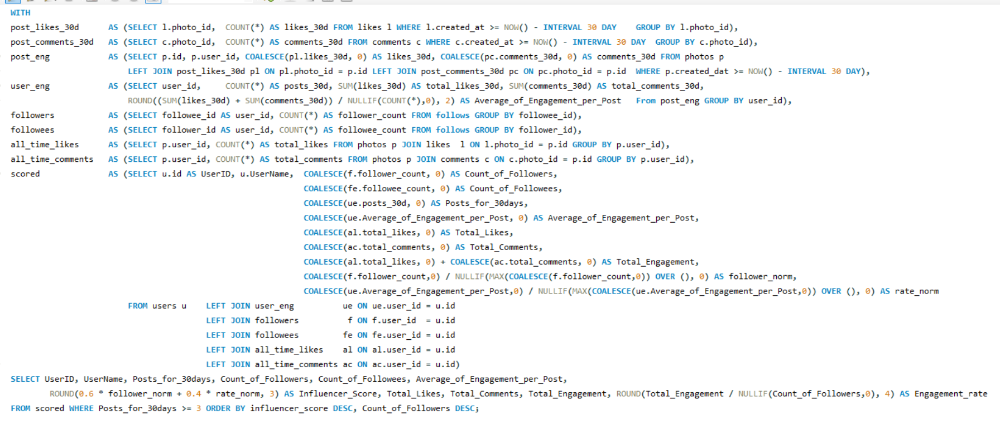 WITH
post_likes_30d AS (SELECT l.photo_id, COUNT(*) AS likes_30d FROM likes l WHERE l.created_at >= NOW() - INTERVAL 30 DAY GROUP BY l.photo_id),
post_comments_30d AS (SELECT c.photo_id, COUNT(*) AS comments_30d FROM comments c WHERE c.created_at >= NOW() - INTERVAL 30 DAY GROUP BY c.photo_id),
post_eng AS (SELECT p.id, p.user_id, COALESCE(pl.likes_30d, 0) AS likes_30d, COALESCE(pc.comments_30d, 0) AS comments_30d FROM photos p
LEFT JOIN post_likes_30d pl ON pl.photo_id = p.id LEFT JOIN post_comments_30d pc ON pc.photo_id = p.id WHERE p.created_dat >= NOW() - INTERVAL 30 DAY),
user_eng AS (SELECT user_id, COUNT(*) AS posts_30d, SUM(likes_30d) AS total_likes_30d, SUM(comments_30d) AS total_comments_30d,
ROUND((SUM(likes_30d) + SUM(comments_30d)) / NULLIF(COUNT(*),0), 2) AS Average_of_Engagement_per_Post From post_eng GROUP BY user_id),
followers AS (SELECT followee_id AS user_id, COUNT(*) AS follower_count FROM follows GROUP BY followee_id),
followees AS (SELECT follower_id AS user_id, COUNT(*) AS followee_count FROM follows GROUP BY follower_id),
all_time_likes AS (SELECT p.user_id, COUNT(*) AS total_likes FROM photos p JOIN likes l ON l.photo_id = p.id GROUP BY p.user_id),
all_time_comments AS (SELECT p.user_id, COUNT(*) AS total_comments FROM photos p JOIN comments c ON c.photo_id = p.id GROUP BY p.user_id),
scored AS (SELECT u.id AS UserID, u.UserName, COALESCE(f.follower_count, 0) AS Count_of_Followers,
COALESCE(fe.followee_count, 0) AS Count_of_Followees,
COALESCE(ue.posts_30d, 0) AS Posts_for_30days,
COALESCE(ue.Average_of_Engagement_per_Post, 0) AS Average_of_Engagement_per_Post,
COALESCE(al.total_likes, 0) AS Total_Likes,
COALESCE(ac.total_comments, 0) AS Total_Comments,
COALESCE(al.total_likes, 0) + COALESCE(ac.total_comments, 0) AS Total_Engagement,
COALESCE(f.follower_count,0) / NULLIF(MAX(COALESCE(f.follower_count,0)) OVER (), 0) AS follower_norm,
COALESCE(ue.Average_of_Engagement_per_Post,0) / NULLIF(MAX(COALESCE(ue.Average_of_Engagement_per_Post,0)) OVER (), 0) AS rate_norm
FROM users u LEFT JOIN user_eng ue ON ue.user_id = u.id
LEFT JOIN followers f ON f.user_id = u.id
LEFT JOIN followees fe ON fe.user_id = u.id
LEFT JOIN all_time_likes al ON al.user_id = u.id
LEFT JOIN all_time_comments ac ON ac.user_id = u.id)
SELECT UserID, UserName, Posts_for_30days, Count_of_Followers, Count_of_Followees, Average_of_Engagement_per_Post,
ROUND(0.6 * follower_norm + 0.4 * rate_norm, 3) AS Influencer_Score, Total_Likes, Total_Comments, Total_Engagement, ROUND(Total_Engagement / NULLIF(Count_of_Followers,0), 4) AS Engagement_rate
FROM scored WHERE Posts_for_30days >= 3 ORDER BY influencer_score DESC, Count_of_Followers DESC;